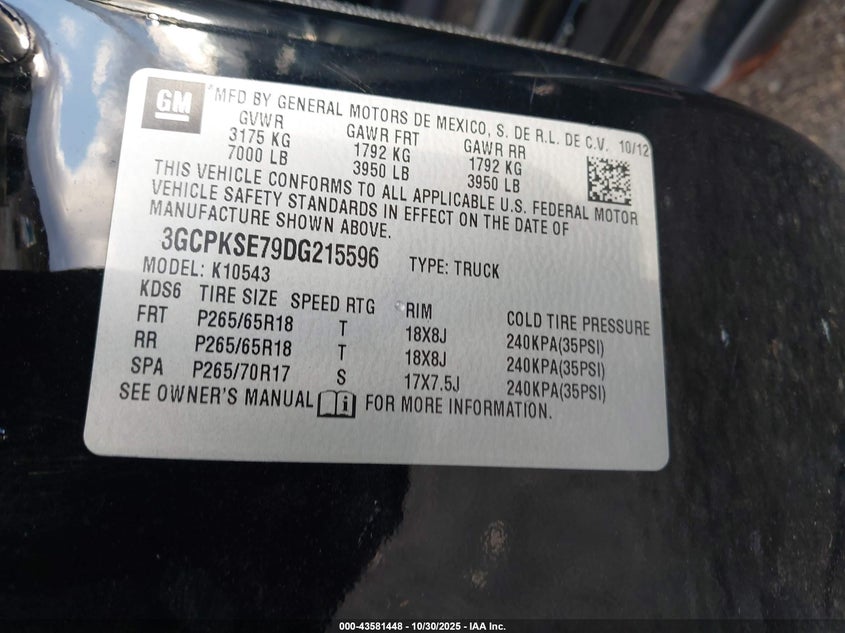 GM
*MFD BY GENERAL MOTORS DE MEXICO, S. DE R.L. DE C.V. 10/12
GVWR GAWR FRT GAWR RR
3175 KG 1792 KG 1792 KG
7000 LB 3950 LB 3950 LB
THIS VEHICLE CONFORMS TO ALL APPLICABLE U.S. FEDERAL MOTOR
VEHICLE SAFETY STANDARDS IN EFFECT ON THE DATE OF
MANUFACTURE SHOWN ABOVE.
3GCPKSE79DG215596 TYPE: TRUCK
MODEL: K10543
KDS6 TIRE SIZE SPEED RTG RIM COLD TIRE PRESSURE
FRT P265/65R18 T 18X8J 240KPA(35PSI)
RR P265/65R18 T 18X8J 240KPA(35PSI)
SPA P265/70R17 S 17X7.5J 240KPA(35PSI)
SEE OWNER'S MANUAL i FOR MORE INFORMATION.
000-43581448 - 10/30/2025 - IAA Inc.